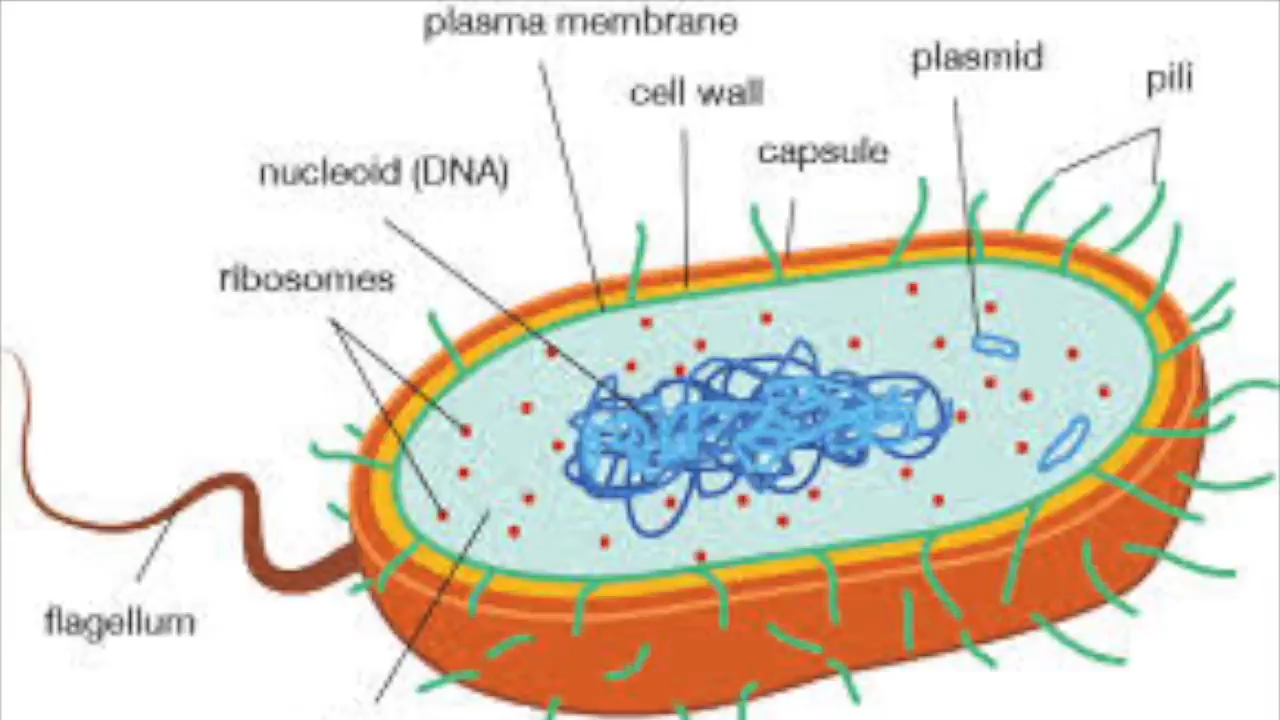 plasma membrane
cell wall
plasmid
pili
capsule
nucleoid (DNA)
ribosomes
flagellum